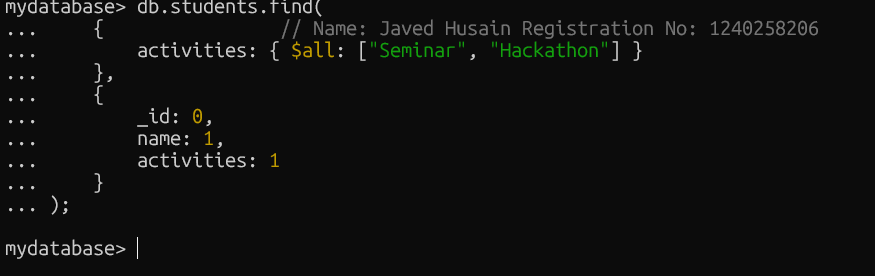 mydatabase> db.students.find(
...     {                // Name: Javed Husain Registration No: 1240258206
...         activities: { $all: ["Seminar", "Hackathon"] }
...     },
...     {
...         _id: 0,
...         name: 1,
...         activities: 1
...     }
... );
mydatabase>